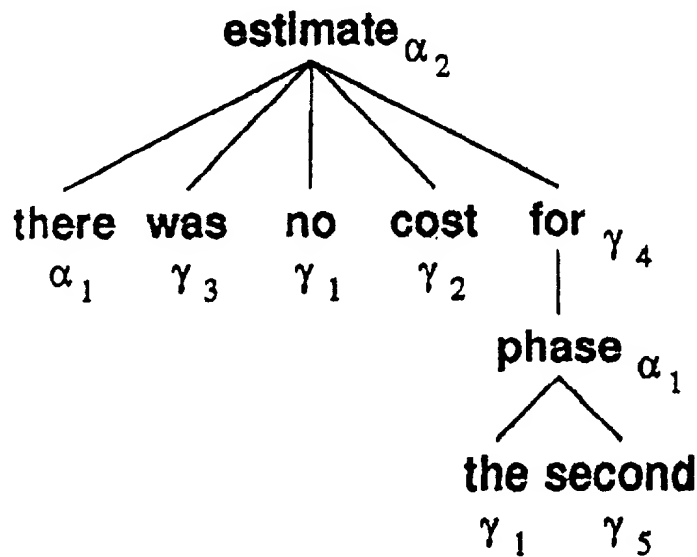 estimate α₂
there was no cost for γ₄
α₁ γ₃ γ₁ γ₂
phase α₁
the second
γ₁ γ₅